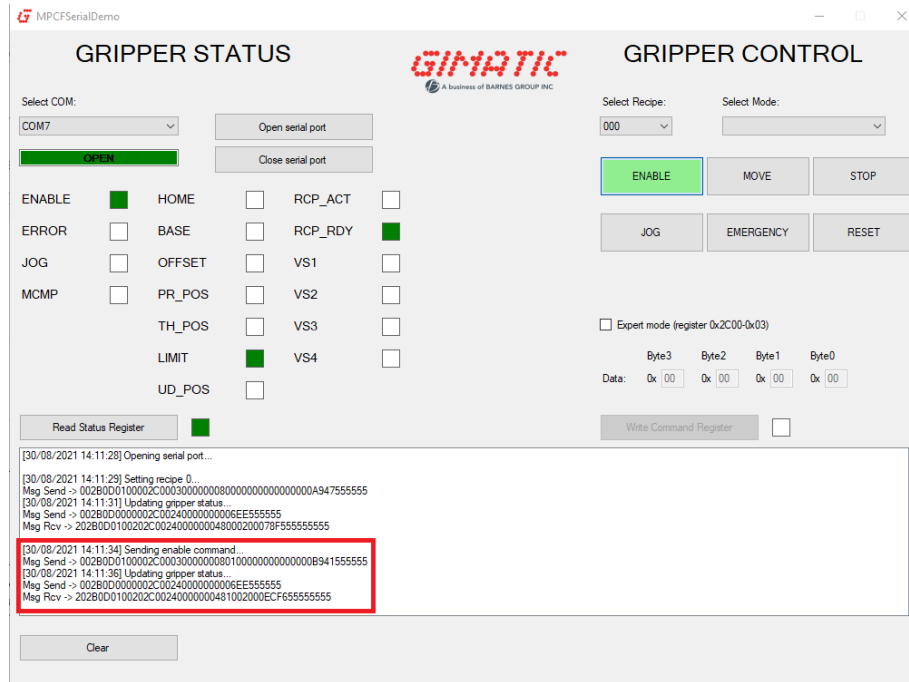 MPCFSerialDemo
GRIPPER STATUS
GIMATIC
A business of BARNES GROUP INC
GRIPPER CONTROL
Select COM:
COM7
Open serial port
OPEN
Close serial port
Select Recipe:
Select Mode:
000
ENABLE
MOVE
STOP
JOG
EMERGENCY
RESET
ENABLE
HOME
RCP_ACT
ERROR
BASE
RCP_RDY
JOG
OFFSET
VS1
MCMP
PR_POS
VS2
TH_POS
VS3
LIMIT
VS4
UD_POS
Expert mode (register 0x2C00-0x03)
Byte3 Byte2 Byte1 Byte0
Data: 0x 00 0x 00 0x 00 0x 00
Read Status Register
Write Command Register
[30/08/2021 14:11:28] Opening serial port...
[30/08/2021 14:11:29] Setting recipe 0...
Msg Send -> 002B0D0100002C00030000000800000000000000000A947555555
[30/08/2021 14:11:31] Updating gripper status...
Msg Send -> 002B0D0000002C00240000000006EE555555
Msg Rcv -> 202B0D0100202C00240000000048000200078F555555555
[30/08/2021 14:11:34] Sending enable command...
Msg Send -> 002B0D0100002C00030000000801000000000000000B941555555
[30/08/2021 14:11:36] Updating gripper status...
Msg Send -> 002B0D0000002C00240000000006EE555555
Msg Rcv -> 202B0D0100202C00240000000481002000ECF655555555
Clear